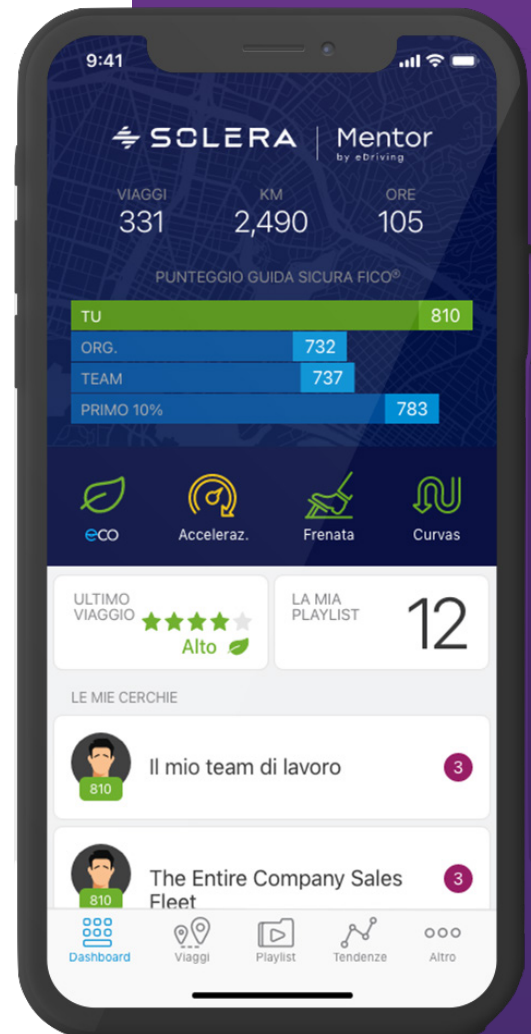 9:41
SOLERA | Mentor
by eDriving
VIAGGI KM ORE
331 2,490 105
PUNTEGGIO GUIDA SICURA FICO®
TU 810
ORG. 732
TEAM 737
PRIMO 10% 783
eco Acceleraz. Frenata Curvas
ULTIMO
VIAGGIO
Alto
LA MIA
PLAYLIST
12
LE MIE CERCHIE
810
Il mio team di lavoro
3
810
The Entire Company Sales
Fleet
3
Dashboard Viaggi Playlist Tendenze Altro